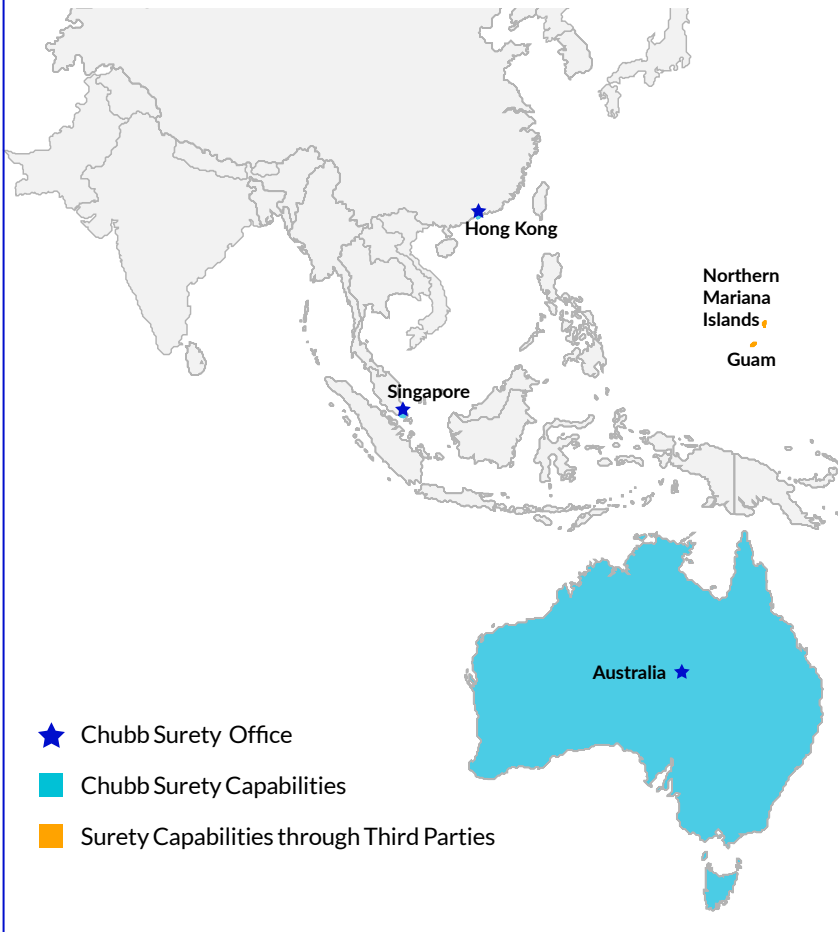 Hong Kong
Northern
Mariana
Islands
Guam
Singapore
Australia
Chubb Surety Office
Chubb Surety Capabilities
Surety Capabilities through Third Parties